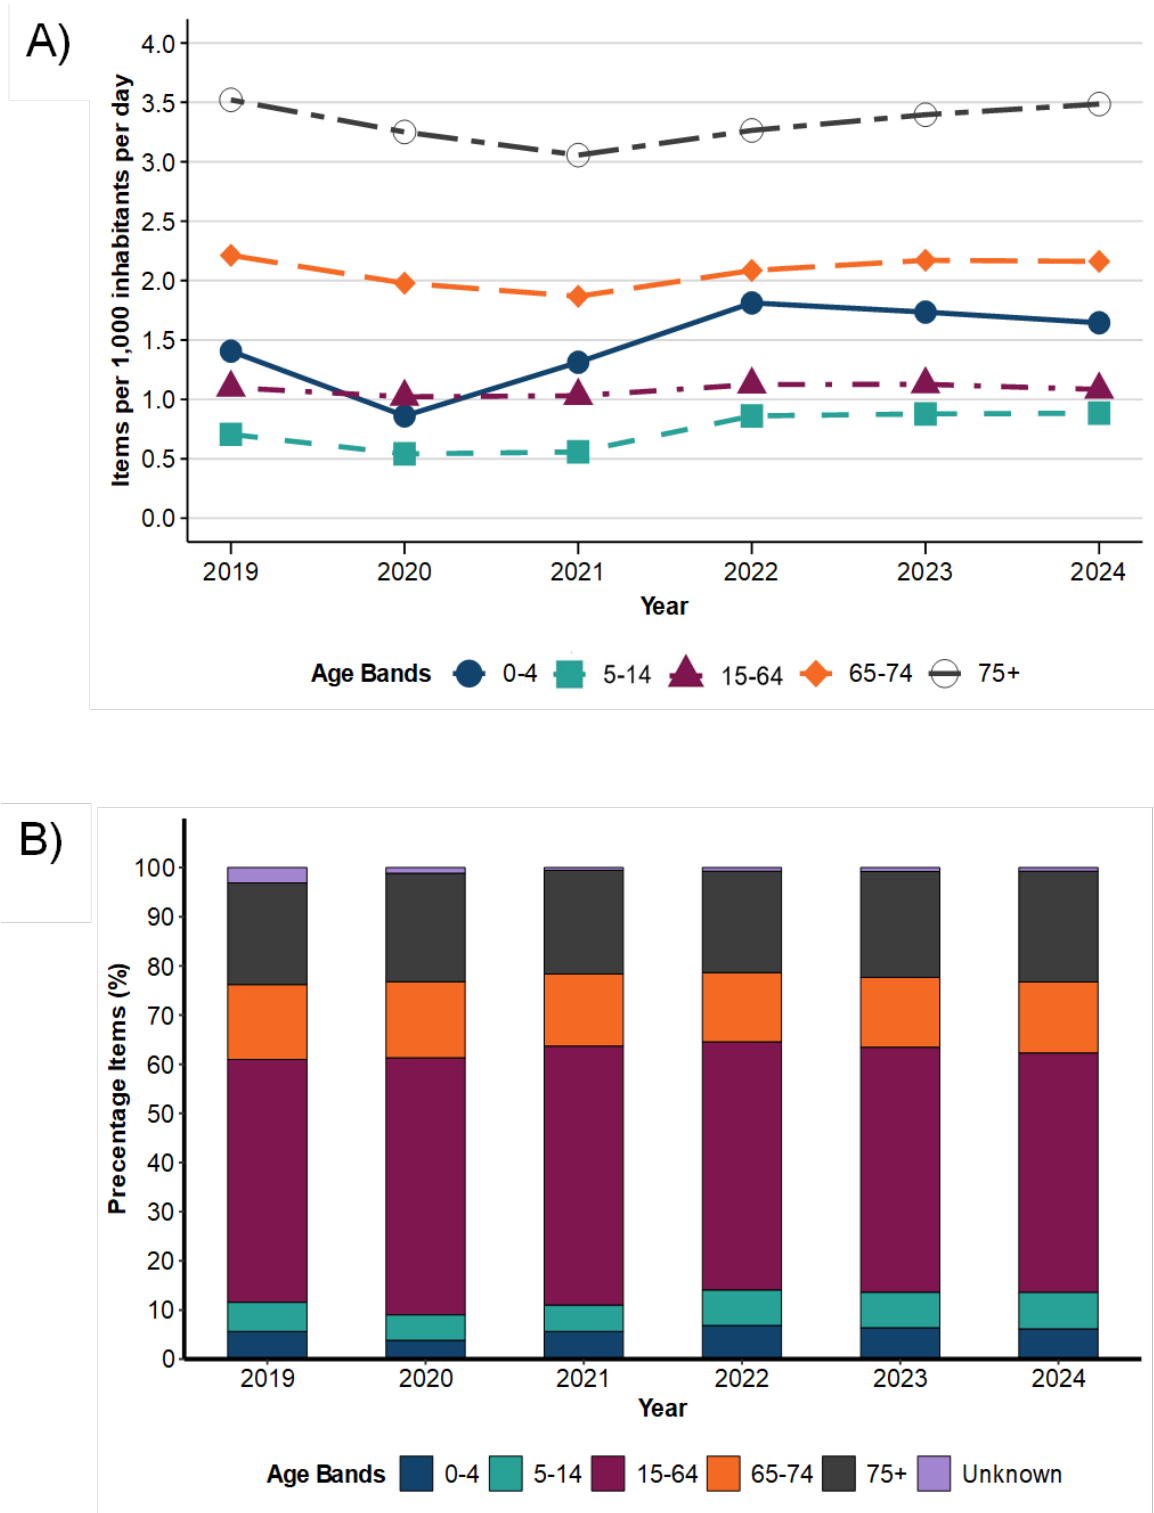 A)
Items per 1,000 inhabitants per day
4.0
3.5
3.0
2.5
2.0
1.5
1.0
0.5
0.0
2019 2020 2021 2022 2023 2024
Year
Age Bands 0-4 5-14 15-64 65-74 75+
B)
Precentage Items (%)
100
90
80
70
60
50
40
30
20
10
0
2019 2020 2021 2022 2023 2024
Year
Age Bands 0-4 5-14 15-64 65-74 75+ Unknown